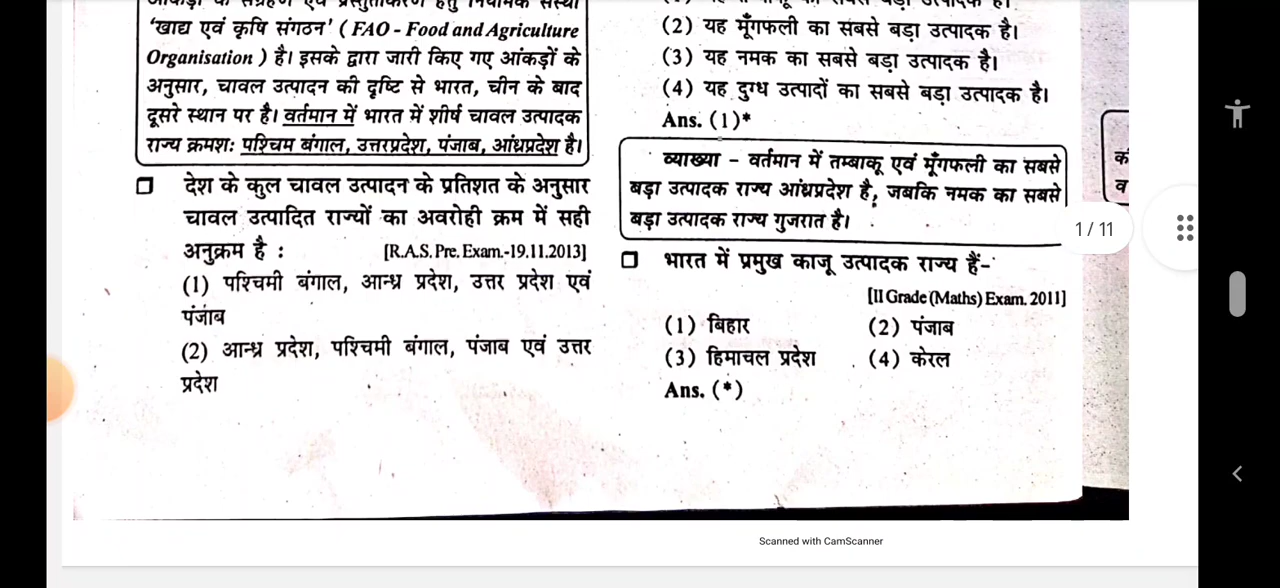 'खाद्य एवं कृषि संगठन' ( FAO - Food and Agriculture
Organisation ) है। इसके द्वारा जारी किए गए आंकड़ों के
अनुसार, चावल उत्पादन की दृष्टि से भारत, चीन के बाद
दूसरे स्थान पर है। वर्तमान में भारत में शीर्ष चावल उत्पादक
राज्य क्रमशः पश्चिम बंगाल, उत्तरप्रदेश, पंजाब, आंध्रप्रदेश है।
देश के कुल चावल उत्पादन के प्रतिशत के अनुसार
चावल उत्पादित राज्यों का अवरोही क्रम में सही
अनुक्रम है : [R.A.S. Pre. Exam.-19.11.2013]
(1) पश्चिमी बंगाल, आन्ध्र प्रदेश, उत्तर प्रदेश एवं
पंजाब
(2) आन्ध्र प्रदेश, पश्चिमी बंगाल, पंजाब एवं उत्तर
प्रदेश
(2) यह मूँगफली का सबसे बड़ा उत्पादक है।
(3) यह नमक का सबसे बड़ा उत्पादक है।
(4) यह दुग्ध उत्पादों का सबसे बड़ा उत्पादक है।
Ans. (1)*
व्याख्या - वर्तमान में तम्बाकू एवं मूँगफली का सबसे
बड़ा उत्पादक राज्य आंध्रप्रदेश है, जबकि नमक का सबसे
बड़ा उत्पादक राज्य गुजरात है।
भारत में प्रमुख काजू उत्पादक राज्य हैं-
[II Grade (Maths) Exam. 2011]
(1) बिहार (2) पंजाब
(3) हिमाचल प्रदेश (4) केरल
Ans. (*)
1 / 11
Scanned with CamScanner